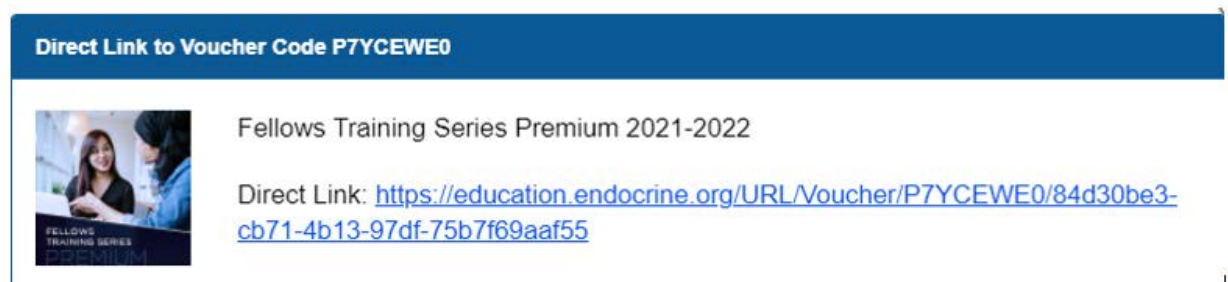 Direct Link to Voucher Code P7YCEWE0
Fellows Training Series Premium 2021-2022
Direct Link: https://education.endocrine.org/URL/Voucher/P7YCEWE0/84d30be3-
cb71-4b13-97df-75b7f69aaf55
FELLOWS
TRAINING SERIES
PREMIUM